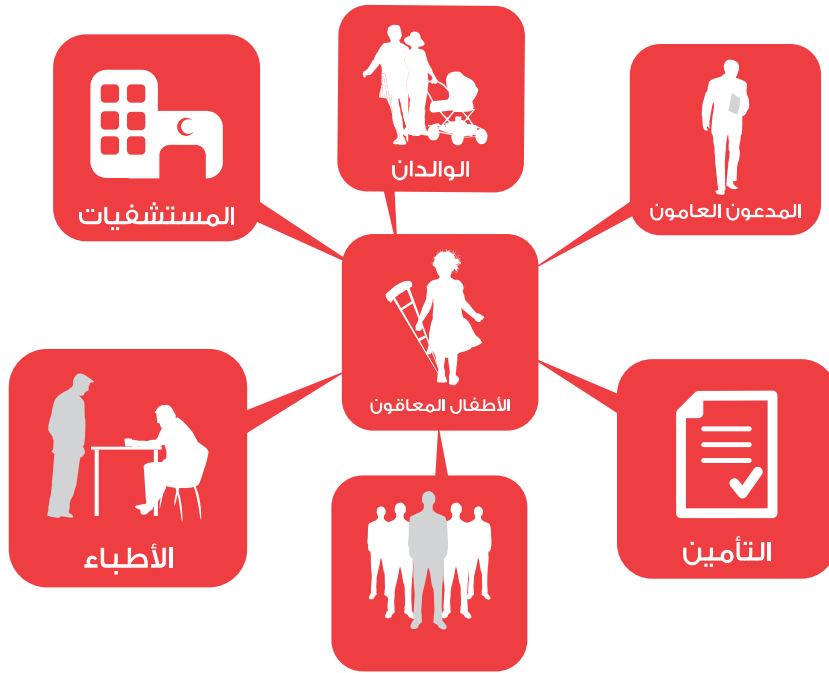 الوالدان
المستشفيات
المدعون العامون
الأطفال المعاقون
الأطباء
التأمين